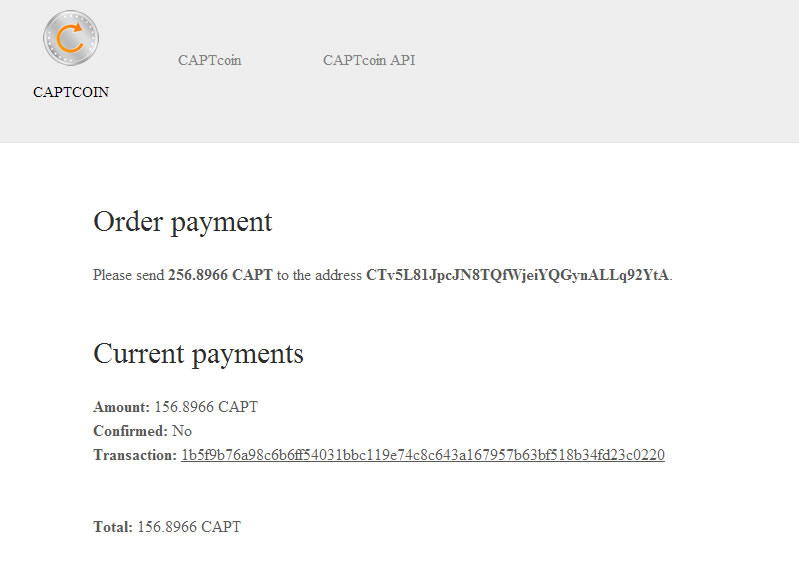 CAPTCOIN
CAPTcoin
CAPTcoin API
Order payment
Please send 256.8966 CAPT to the address CTv5L81JpcJN8TQfWjeiYQGynALLq92YtA.
Current payments
Amount: 156.8966 CAPT
Confirmed: No
Transaction: 1b5f9b76a98c6b6ff54031bbc119e74c8c643a167957b63bf518b34fd23c0220
Total: 156.8966 CAPT